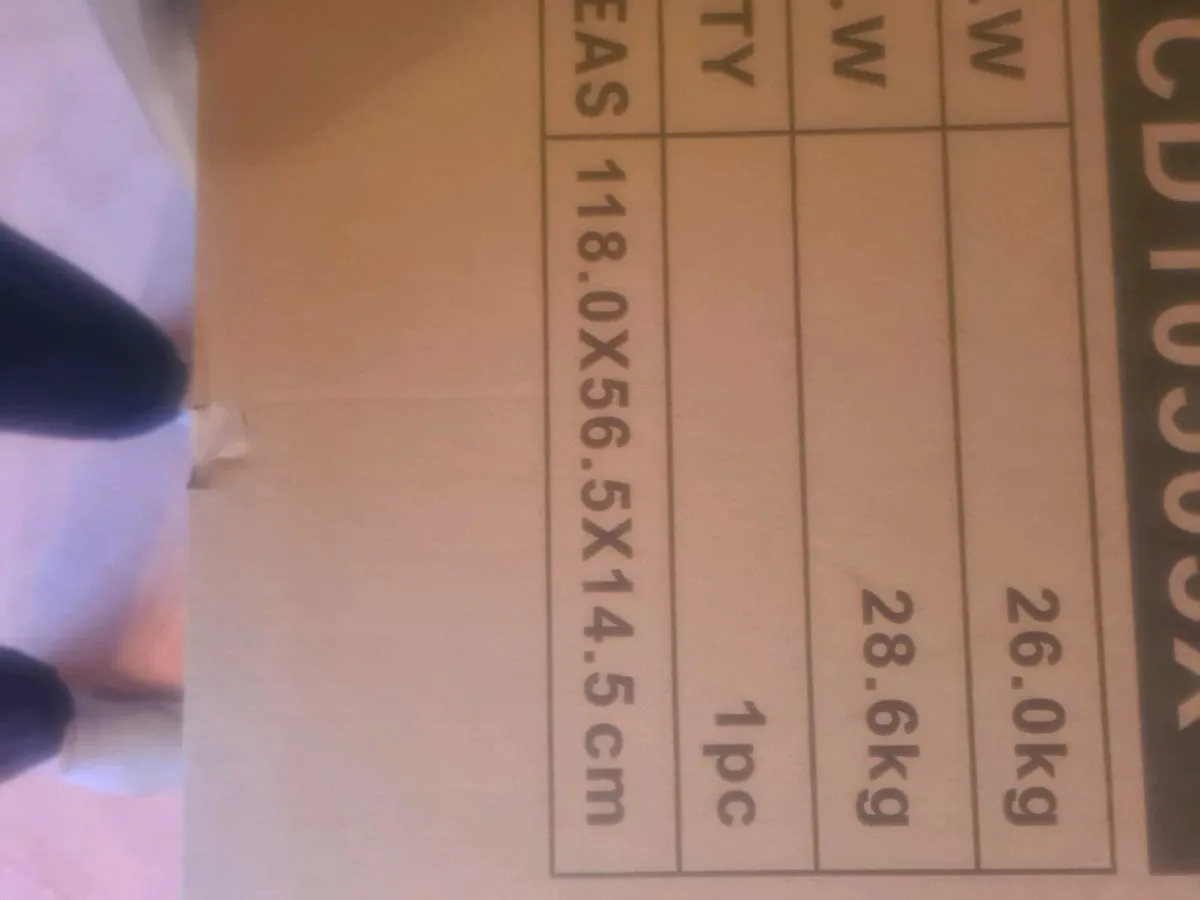 .W 26.0kg
.W 28.6kg
TY 1pc
EAS 118.0X56.5X14.5cm